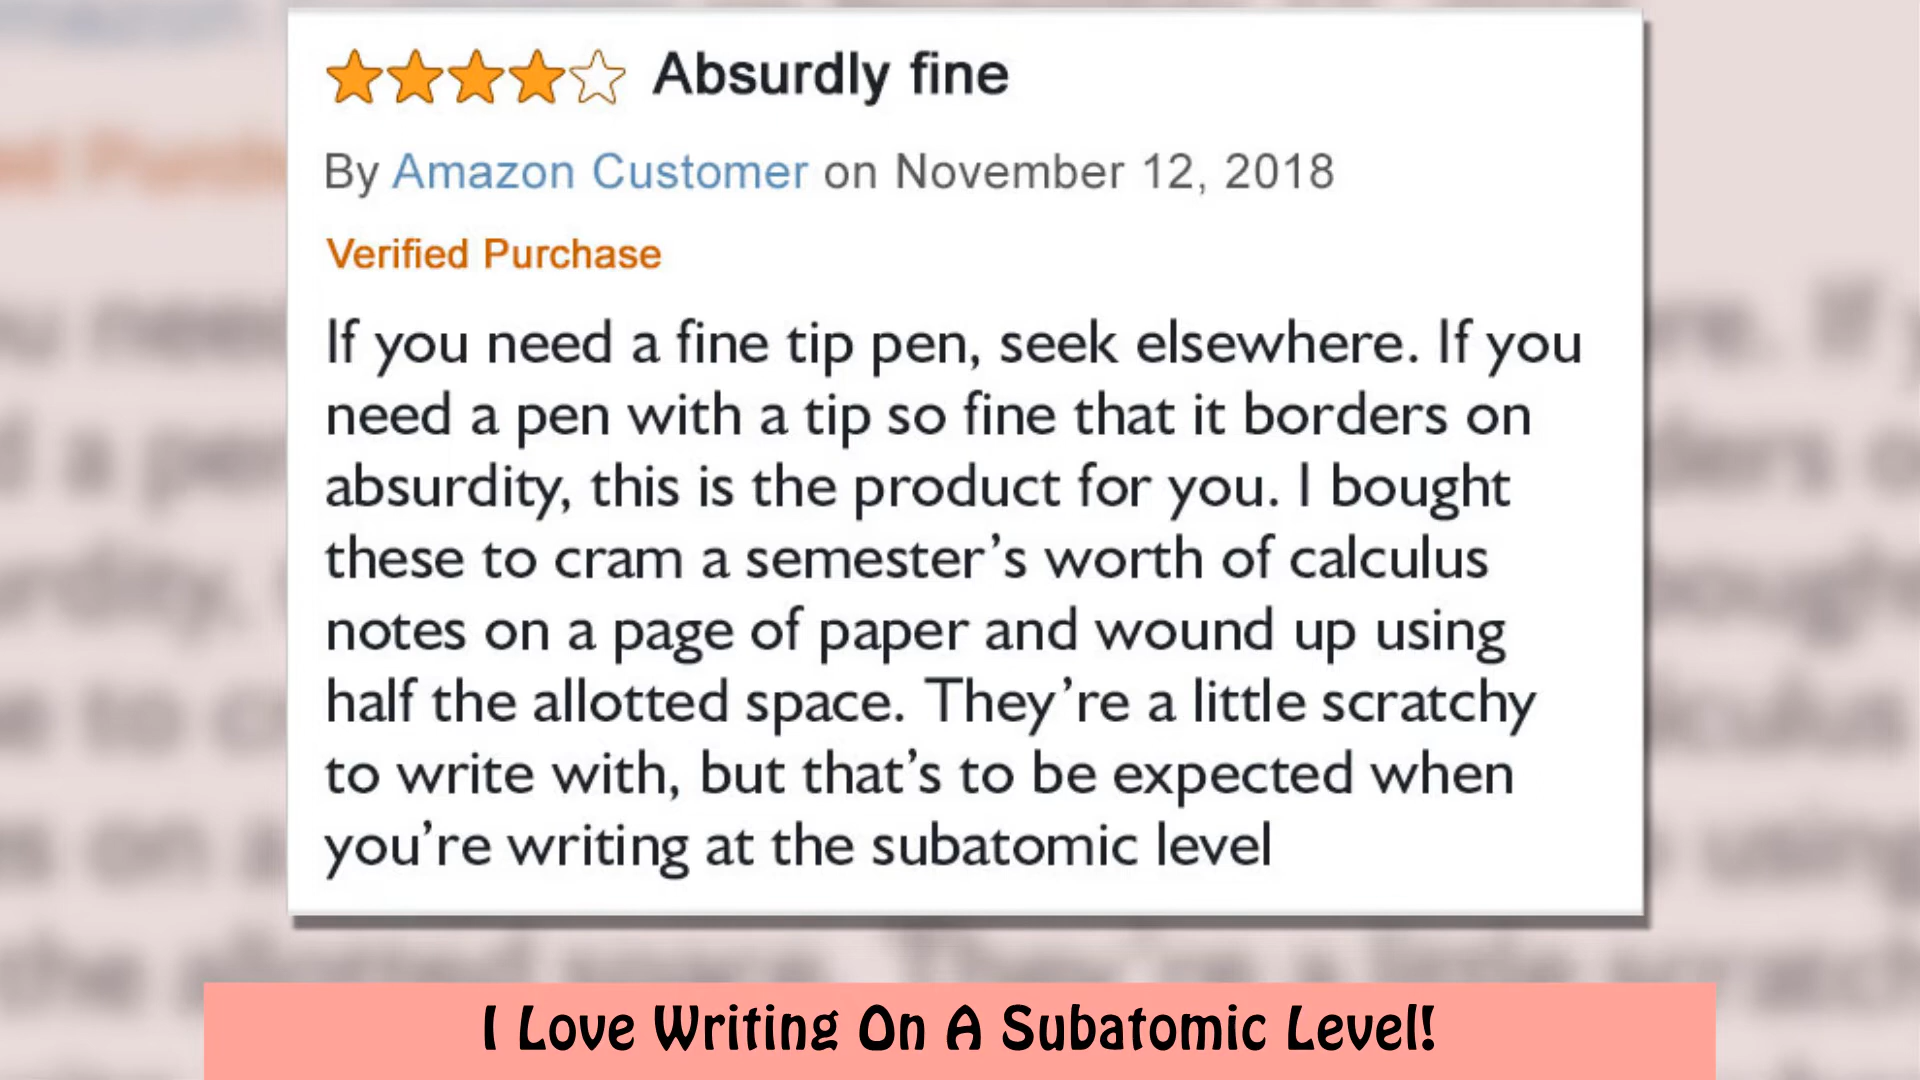 Absurdly fine
By Amazon Customer on November 12, 2018
Verified Purchase
If you need a fine tip pen, seek elsewhere. If you
need a pen with a tip so fine that it borders on
absurdity, this is the product for you. I bought
these to cram a semester’s worth of calculus
notes on a page of paper and wound up using
half the allotted space. They’re a little scratchy
to write with, but that’s to be expected when
you’re writing at the subatomic level
I Love Writing On A Subatomic Level!